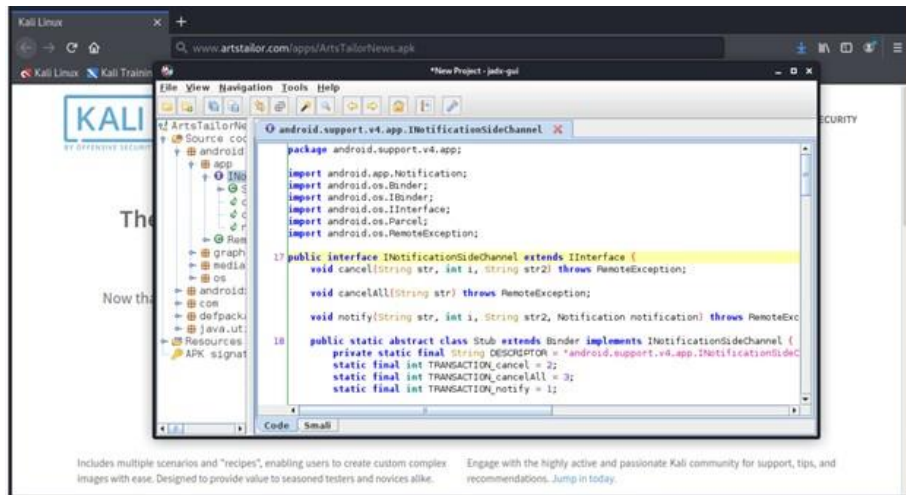 Kali Linux
www.artstailor.com/apps/ArtsTailorNews.apk
Kali Linux Kali Trainin
*New Project - jadx-gui
File View Navigation Tools Help
KALI
BY OFFENSIVE SECURITY
ECURITY
ArtsTailorNe
Source cod
android
app
INo
S
c
c
r
Rem
graph
media
os
android
com
defpack
java.ut
Resources
APK signat
android.support.v4.app.INotificationSideChannel
package android.support.v4.app;
import android.app.Notification;
import android.os.Binder;
import android.os.IBinder;
import android.os.IInterface;
import android.os.Parcel;
import android.os.RemoteException;
17 public interface INotificationSideChannel extends IInterface {
void cancel(String str, int i, String str2) throws RemoteException;
void cancelAll(String str) throws RemoteException;
void notify(String str, int i, String str2, Notification notification) throws RemoteExc
18 public static abstract class Stub extends Binder implements INotificationSideChannel {
private static final String DESCRIPTOR = "android.support.v4.app.INotificationSideC
static final int TRANSACTION_cancel = 2;
static final int TRANSACTION_cancelAll = 3;
static final int TRANSACTION_notify = 1;
Code Smali
The
Now tha
Includes multiple scenarios and "recipes", enabling users to create custom complex
images with ease. Designed to provide value to seasoned testers and novices alike.
Engage with the highly active and passionate Kali community for support, tips, and
recommendations. Jump in today.